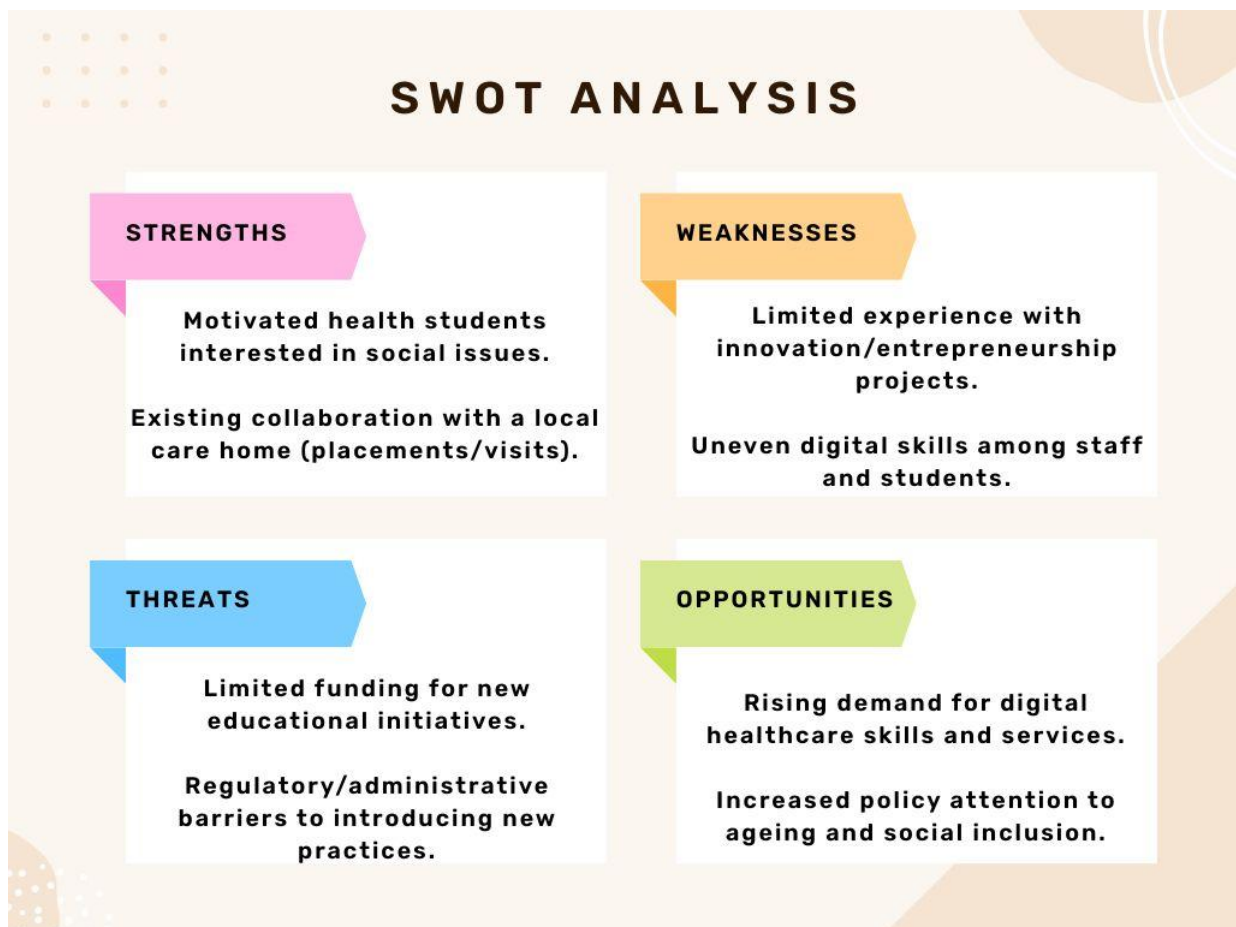 SWOT ANALYSIS
STRENGTHS
Motivated health students
interested in social issues.
Existing collaboration with a local
care home (placements/visits).
WEAKNESSES
Limited experience with
innovation/entrepreneurship
projects.
Uneven digital skills among staff
and students.
THREATS
Limited funding for new
educational initiatives.
Regulatory/administrative
barriers to introducing new
practices.
OPPORTUNITIES
Rising demand for digital
healthcare skills and services.
Increased policy attention to
ageing and social inclusion.